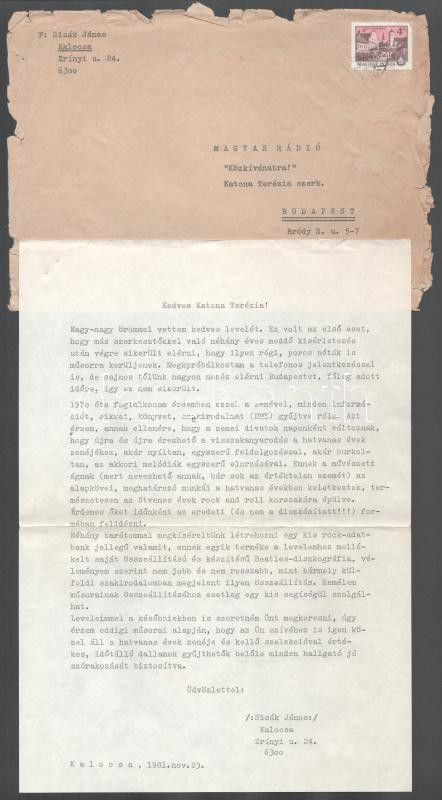 F: Sisák János
Kalocsa
Zrínyi u. 24.
6300
4Ft
MAGYAR
MAGYAR RÁDIÓ
"Közkívánatra!"
Katona Terézia szerk.
BUDAPEST
Bródy S. u. 5-7
Kedves Katona Terézia!
Nagy-nagy örömmel vettem kedves levelét. Ez volt az első eset,
hogy más szerkesztőkkel való néhány éves meddő kisérletezés
után végre sikerült elérni, hogy ilyen régi, poros nóták is
müsorra kerüljenek. Megkpróbálkoztam a telefonos jelentkezéssel
is, de sajnos tőlünk nagyon nehéz elérni Budapestet, főleg adott
időre, így ez nem sikerült.
1970 óta foglalkozom érdemben ezzel a zenével, minden informá-
ciót, cikket, könyvet, szakirodalmat (NME) gyűjtve róla. Azt
érzem, annak ellenére, hogy a zenei divatok naponként változnak,
hogy újra és újra érezhető a visszakanyarodás a hatvanas évek
zenéjéhez, akár nyíltan, egyszerű feldolgozással, akár burkol-
tan, az akkori melódiák egyszerű elorzásával. Ennek a művészeti
ágnak (mert nevezhető annak, bár sok az értéktelen szemét) az
alapkövei, meghatározó munkái a hatvanas években keletkeztek, ter-
mészetesen az ötvenes évek rock and roll korszakára épülve.
Érdemes őket időnként az eredeti (és nem a diszkósított!!!) for-
mában felidézni.
Néhány barátommal megkíséreltünk létrehozni egy kis rock-adat-
bank jellegű valamit, ennek egyik terméke a levelemhez mellé-
kelt saját összeállítású és készítésű Beatles-diszkográfia, vé-
leményem szerint nem jobb és nem rosszabb, mint bármely kül-
földi szakirodalomban megjelent ilyen összeállítás. Remélem
műsorainak összeállításához esetleg egy kis segítségül szolgál-
hat.
Leveleimmel a későbbiekben is szeretném Önt megkeresni, úgy
érzem eddigi műsorai alapján, hogy az Ön szívéhez is igen kö-
zel áll a hatvanas évek zenéje és kellő szelekcióval érté-
kes, időtálló dallamok gyűjthetők belőle minden hallgató jó
szórakozását biztosítva.
Üdvözlettel:
/:Sisák János:/
Kalocsa
Zrínyi u. 24.
6300
Kalocsa, 1981.nov.23.